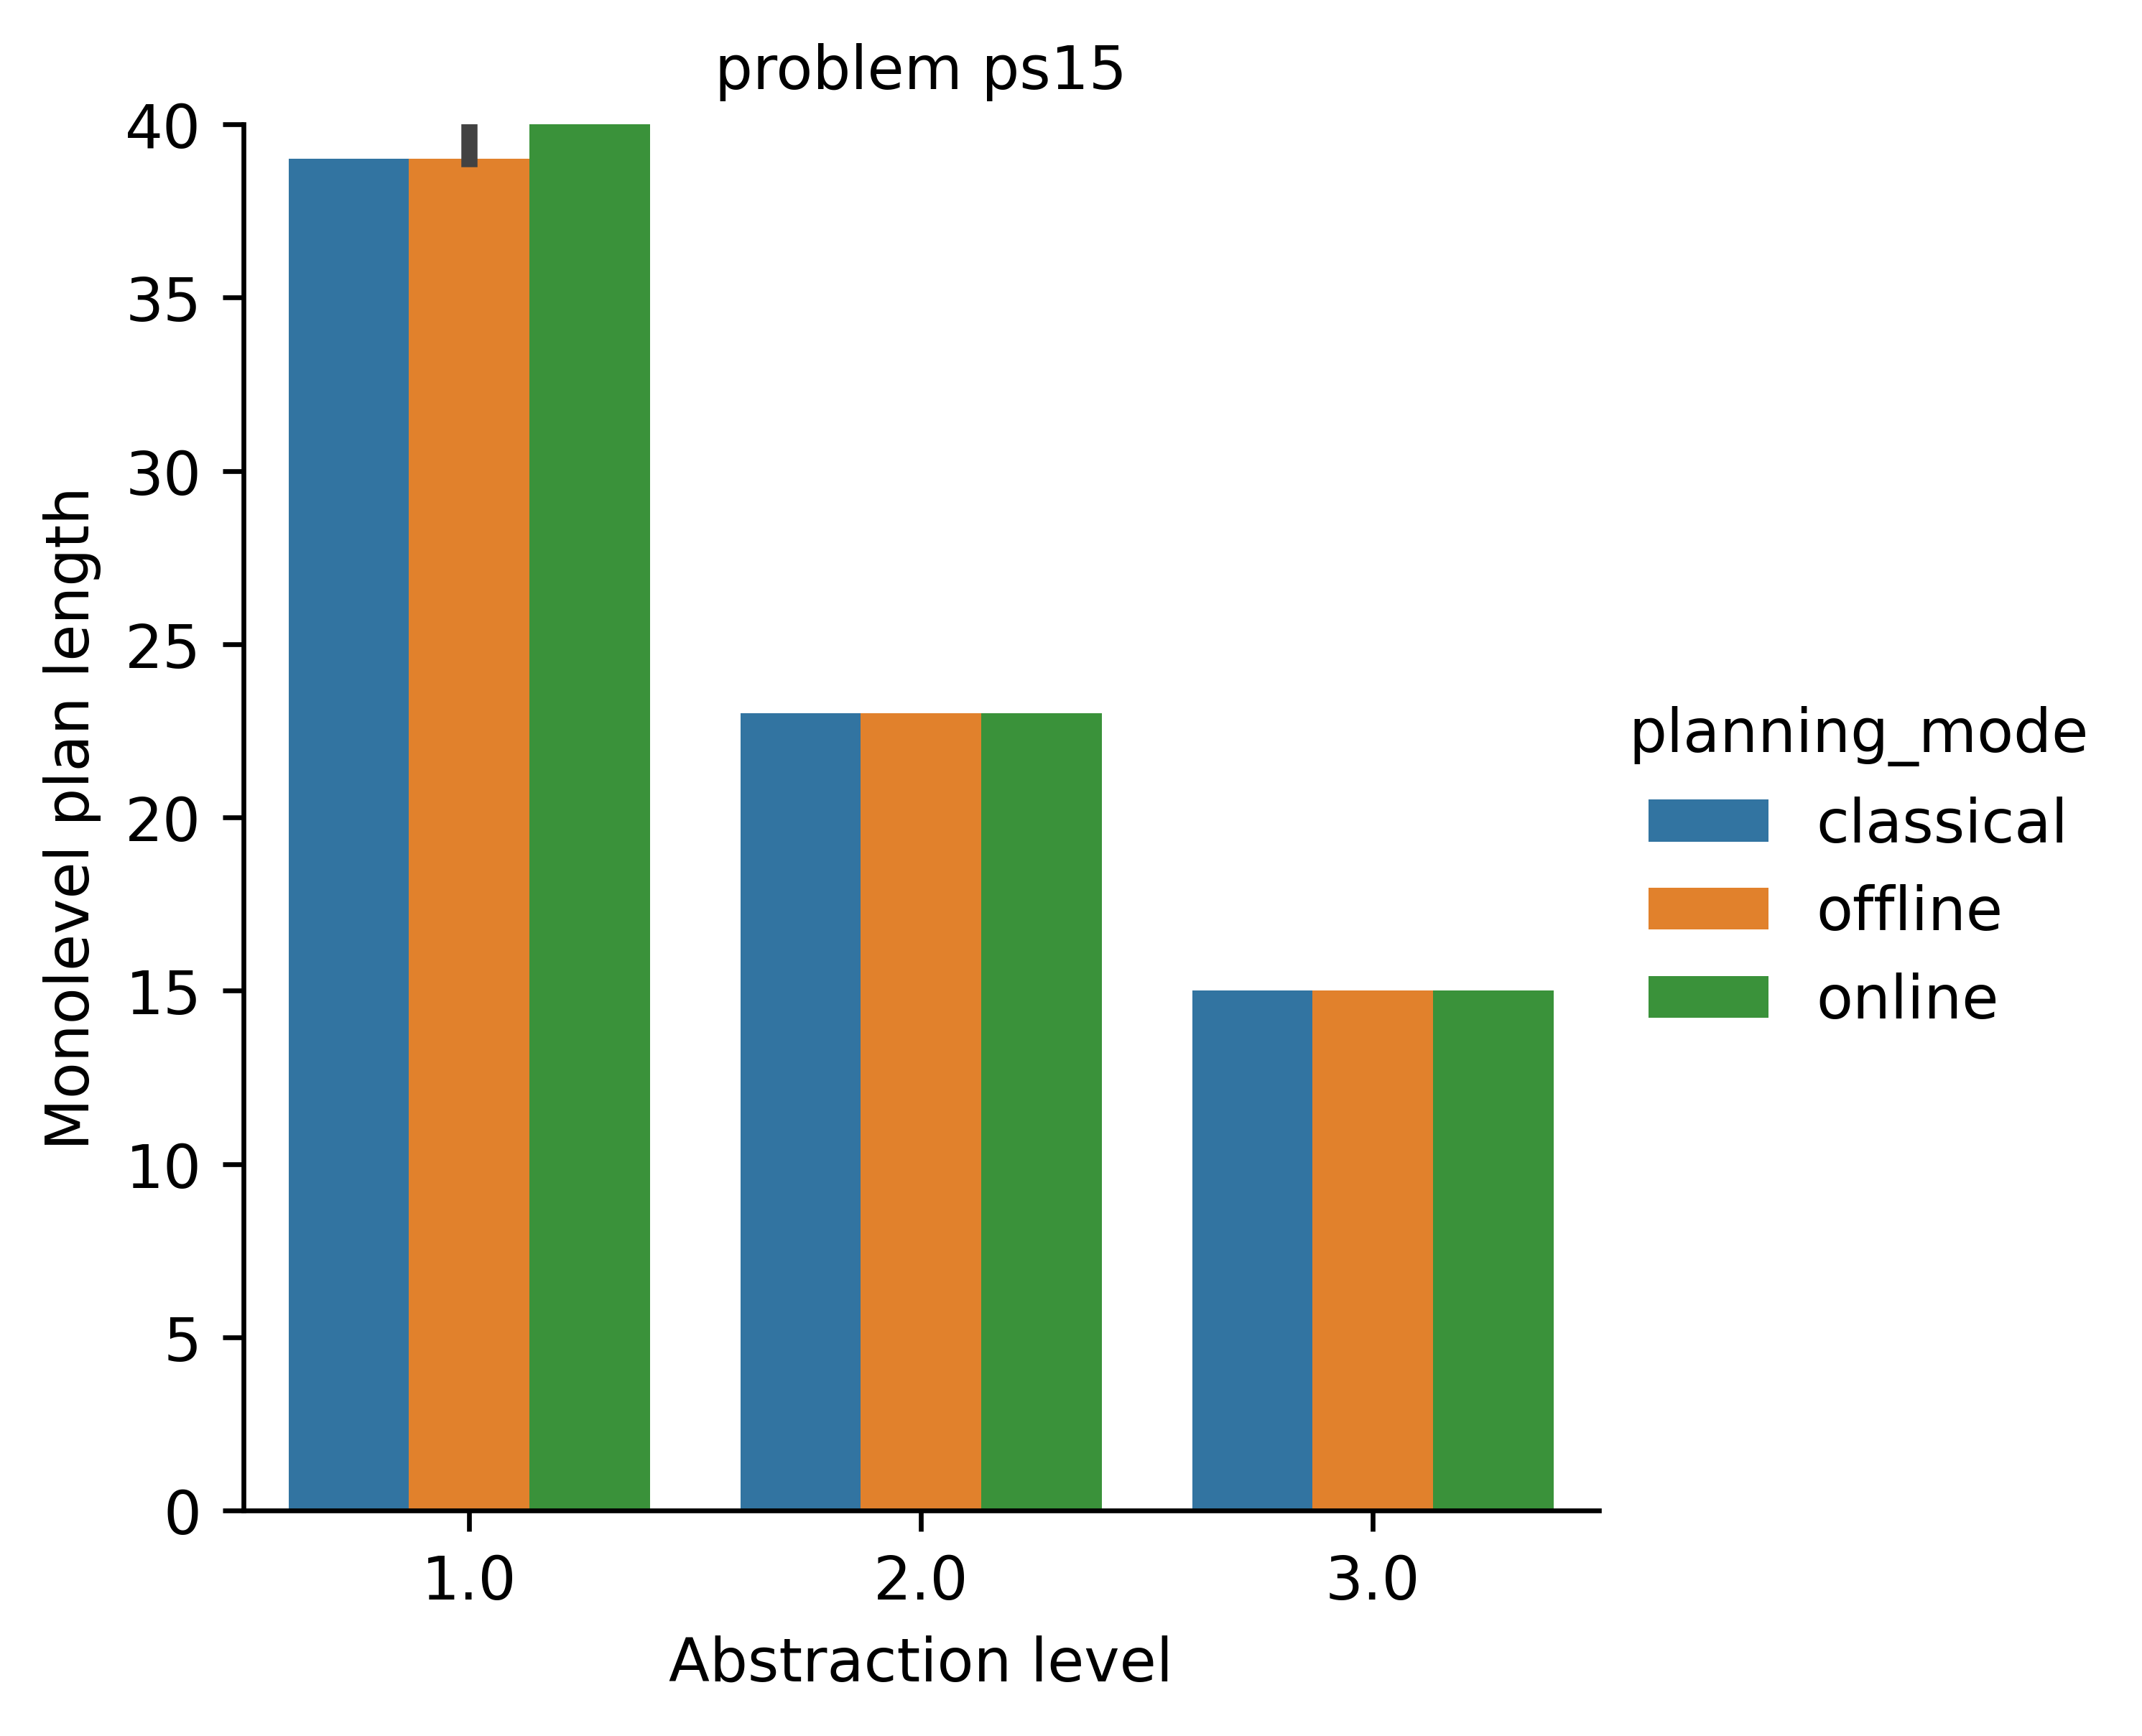 problem ps15
40
35
30
25
20
15
10
5
0
Monolevel plan length
1.0 2.0 3.0
Abstraction level
planning_mode
classical
offline
online